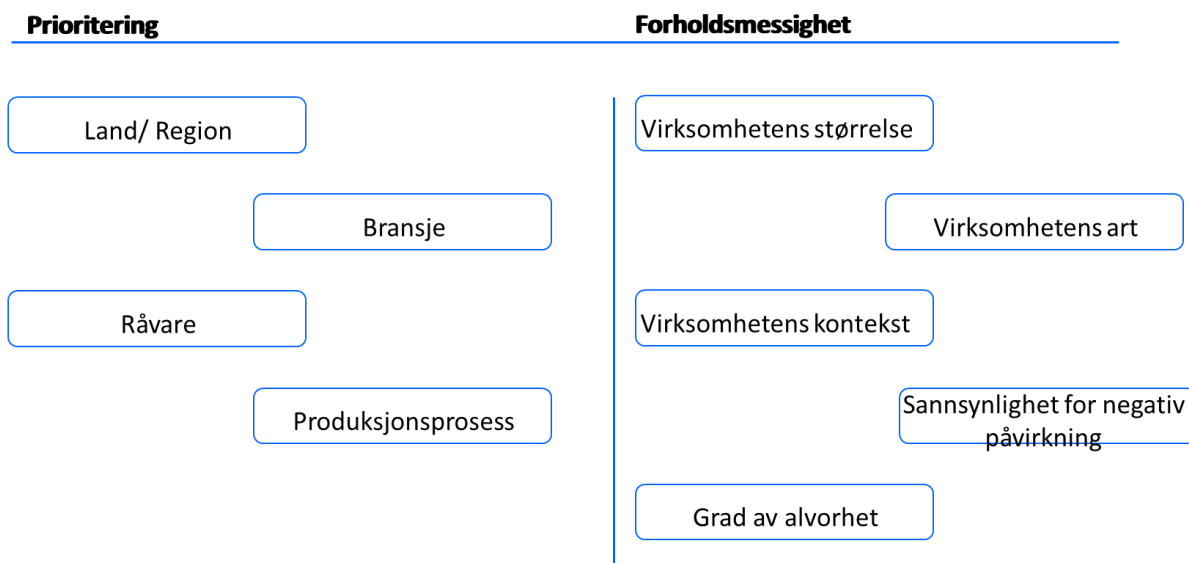 Prioritering
Forholdsmessighet
Land/ Region
Bransje
Råvare
Produksjonsprosess
Virksomhetens størrelse
Virksomhetens art
Virksomhetens kontekst
Sannsynlighet for negativ
påvirkning
Grad av alvorhet